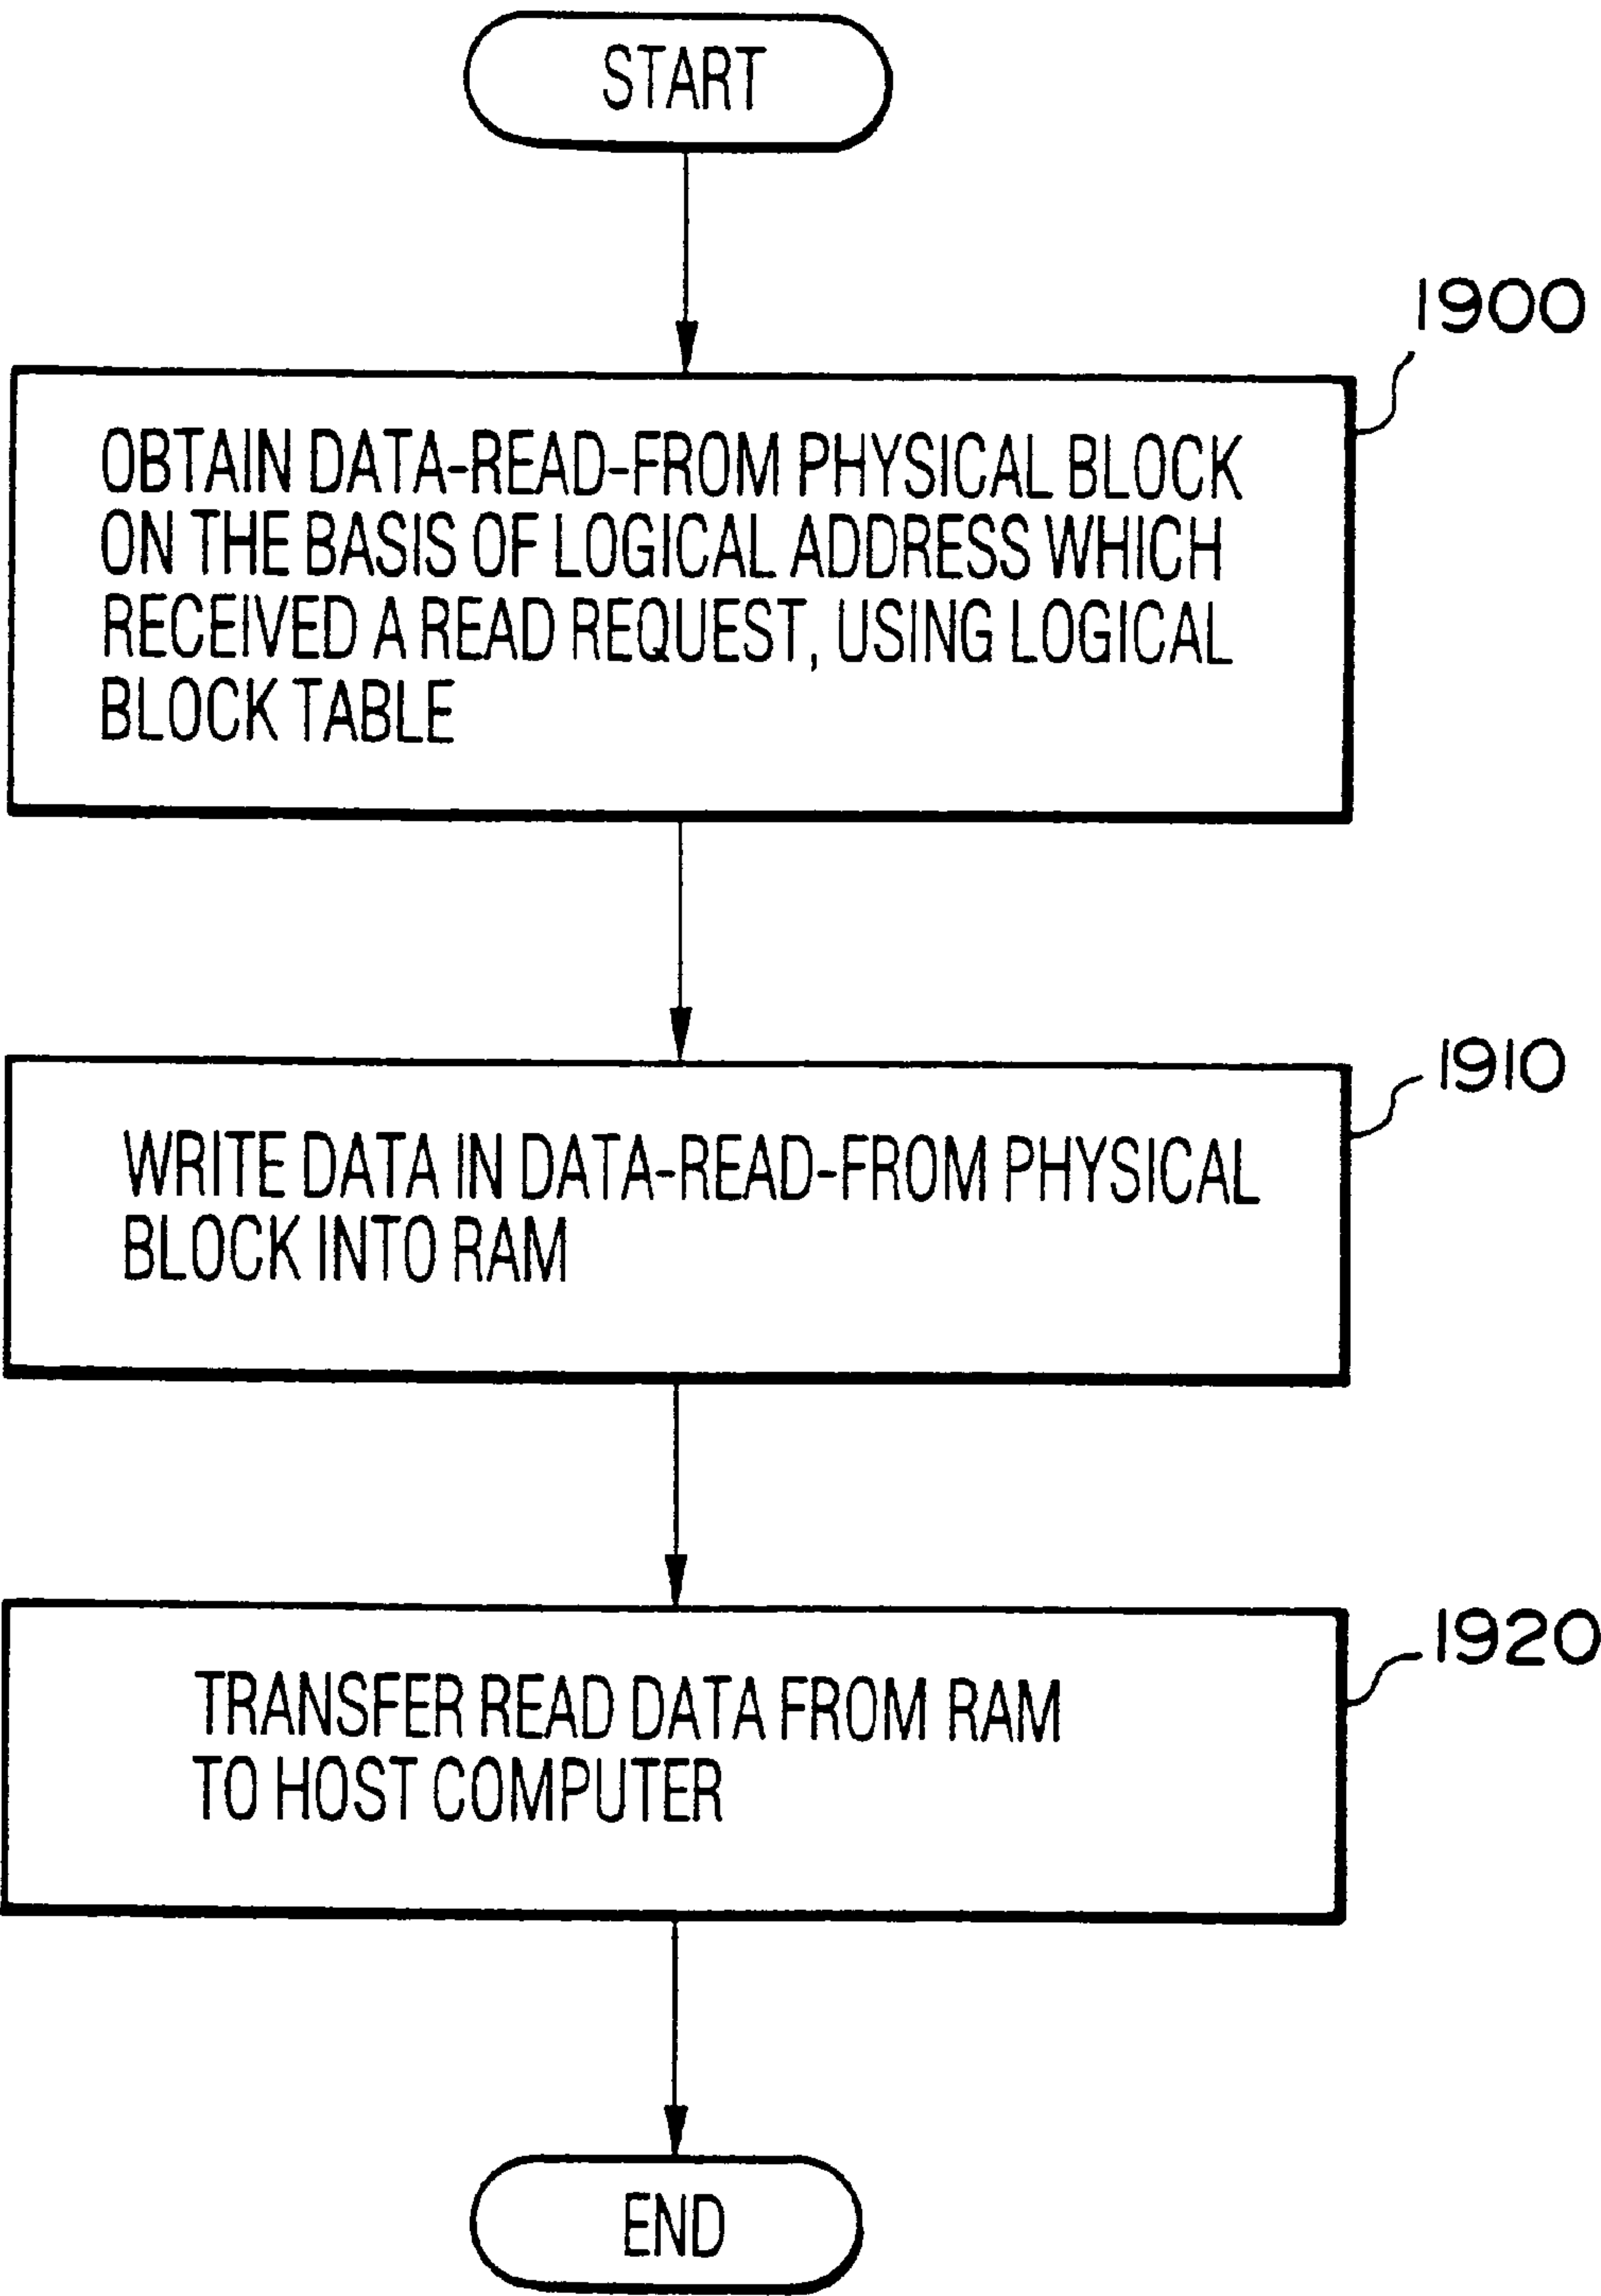 START
1900
OBTAIN DATA-READ-FROM PHYSICAL BLOCK
ON THE BASIS OF LOGICAL ADDRESS WHICH
RECEIVED A READ REQUEST, USING LOGICAL
BLOCK TABLE
1910
WRITE DATA IN DATA-READ-FROM PHYSICAL
BLOCK INTO RAM
1920
TRANSFER READ DATA FROM RAM
TO HOST COMPUTER
END